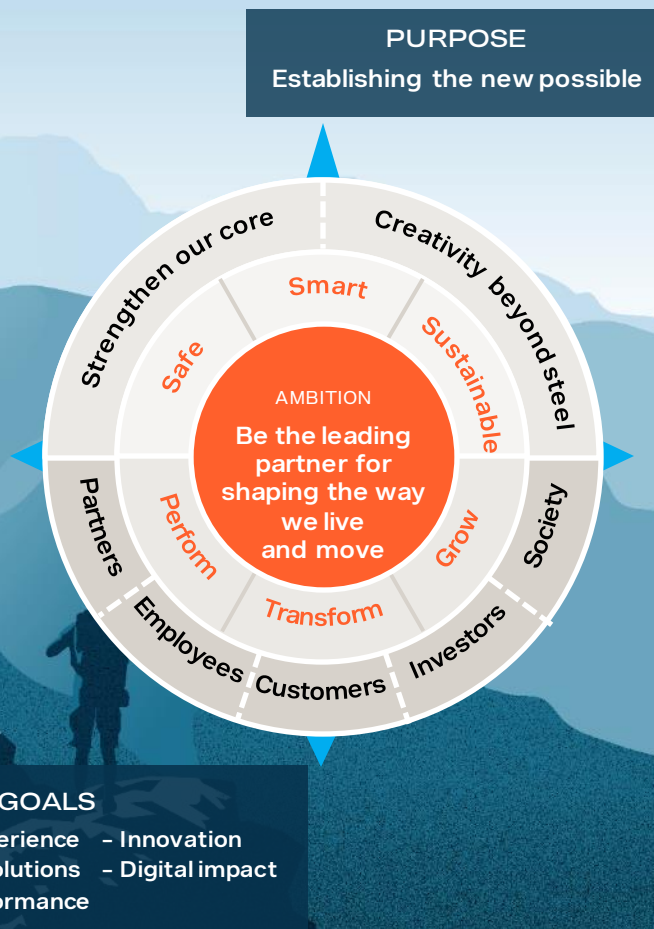 PURPOSE
Establishing the new possible
Strengthen our core
Creativity beyond steel
Safe
Smart
Sustainable
AMBITION
Be the leading
partner for
shaping the way
we live
and move
Perform
Transform
Grow
Partners
Employees
Customers
Investors
Society
GOALS
– Innovation
– Digital impact